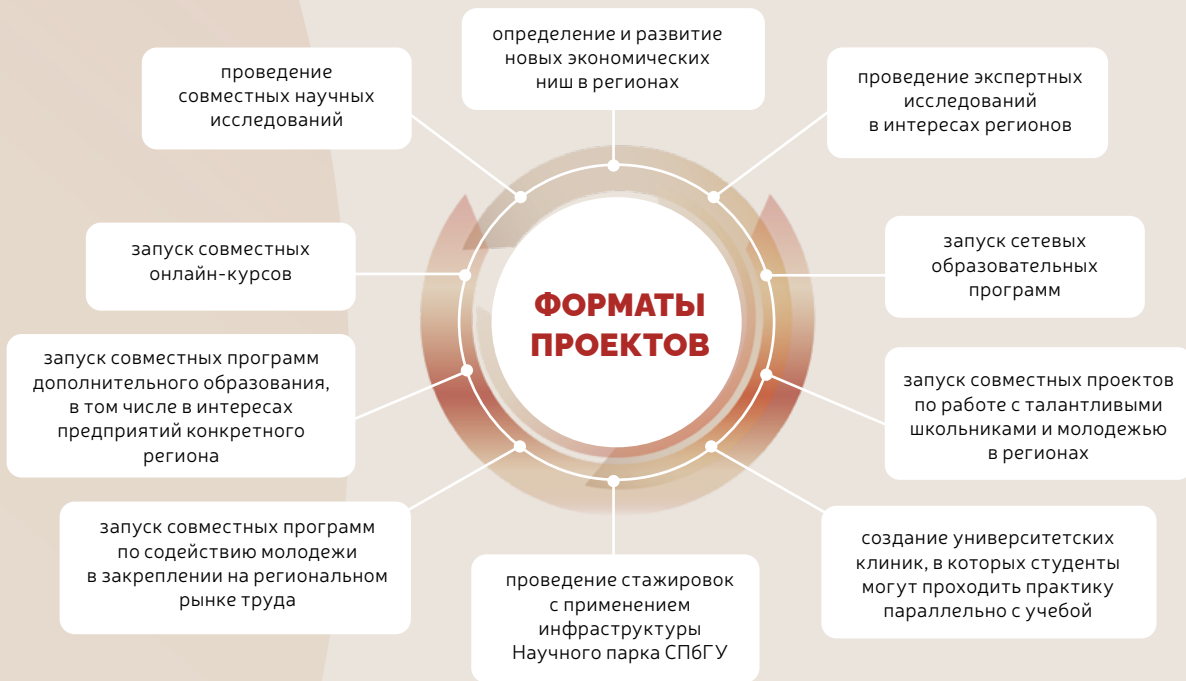 определение и развитие
новых экономических
ниш в регионах
проведение
совместных научных
исследований
проведение экспертных
исследований
в интересах регионов
запуск совместных
онлайн-курсов
запуск сетевых
образовательных
программ
ФОРМАТЫ
ПРОЕКТОВ
запуск совместных программ
дополнительного образования,
в том числе в интересах
предприятий конкретного
региона
запуск совместных проектов
по работе с талантливыми
школьниками и молодежью
в регионах
запуск совместных программ
по содействию молодежи
в закреплении на региональном
рынке труда
проведение стажировок
с применением
инфраструктуры
Научного парка СПбГУ
создание университетских
клиник, в которых студенты
могут проходить практику
параллельно с учебой